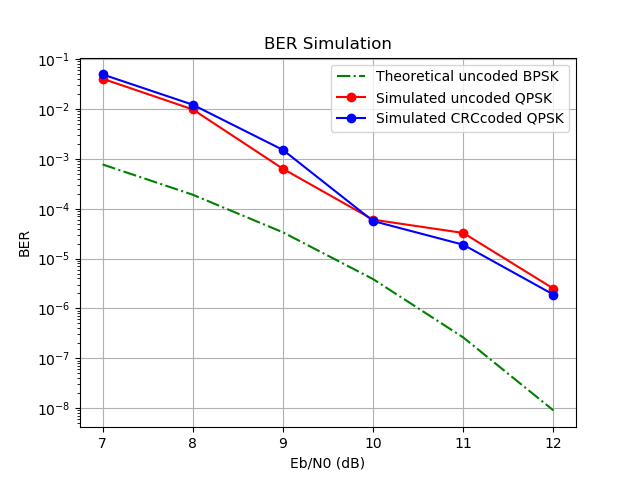 BER Simulation
Theoretical uncoded BPSK
Simulated uncoded QPSK
Simulated CRCcoded QPSK
10⁻¹
10⁻²
10⁻³
10⁻⁴
10⁻⁵
10⁻⁶
10⁻⁷
10⁻⁸
BER
7 8 9 10 11 12
Eb/N0 (dB)